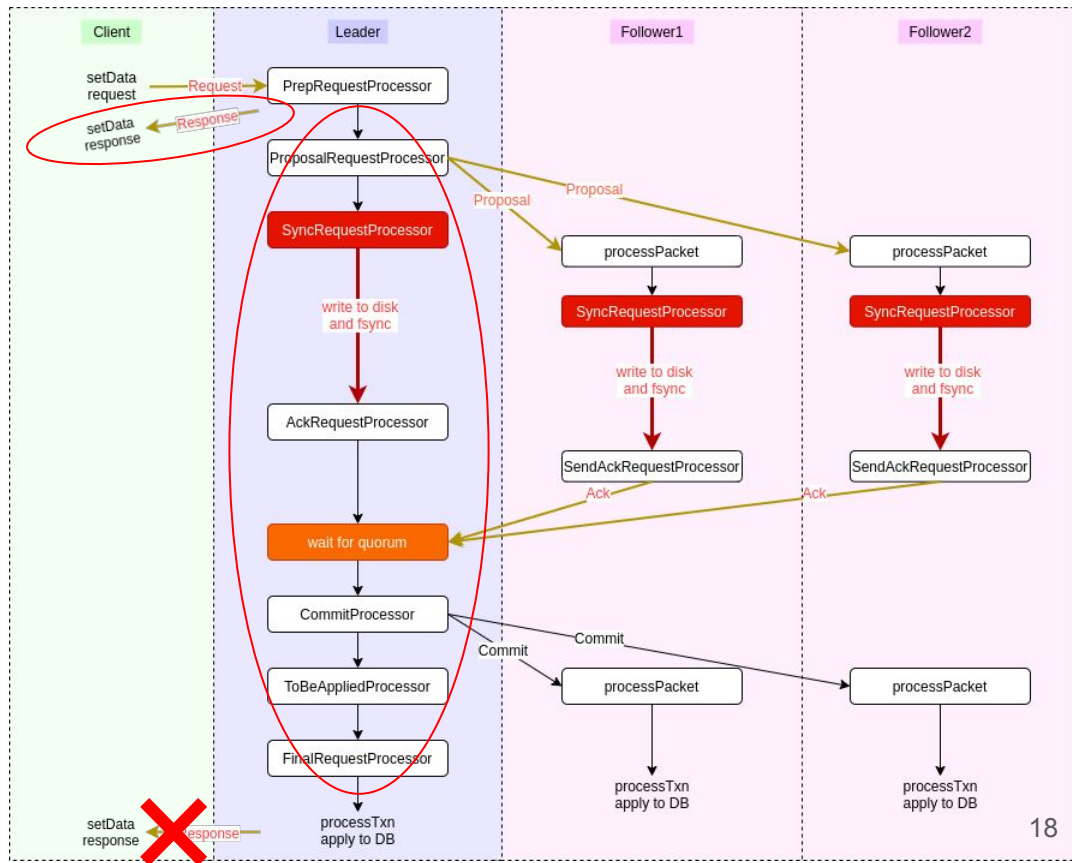 Client
Leader
Follower1
Follower2
setData
request
Request
PrepRequestProcessor
setData
response
Response
ProposalRequestProcessor
Proposal
Proposal
SyncRequestProcessor
processPacket
processPacket
SyncRequestProcessor
SyncRequestProcessor
write to disk
and fsync
write to disk
and fsync
write to disk
and fsync
AckRequestProcessor
SendAckRequestProcessor
SendAckRequestProcessor
Ack
Ack
wait for quorum
CommitProcessor
Commit
Commit
ToBeAppliedProcessor
processPacket
processPacket
FinalRequestProcessor
processTxn
apply to DB
processTxn
apply to DB
setData
response
Response
processTxn
apply to DB
18